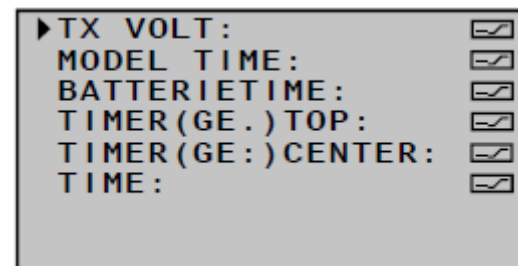 TX VOLT:
MODEL TIME:
BATTERIETIME:
TIMER(GE.)TOP:
TIMER(GE:)CENTER:
TIME: